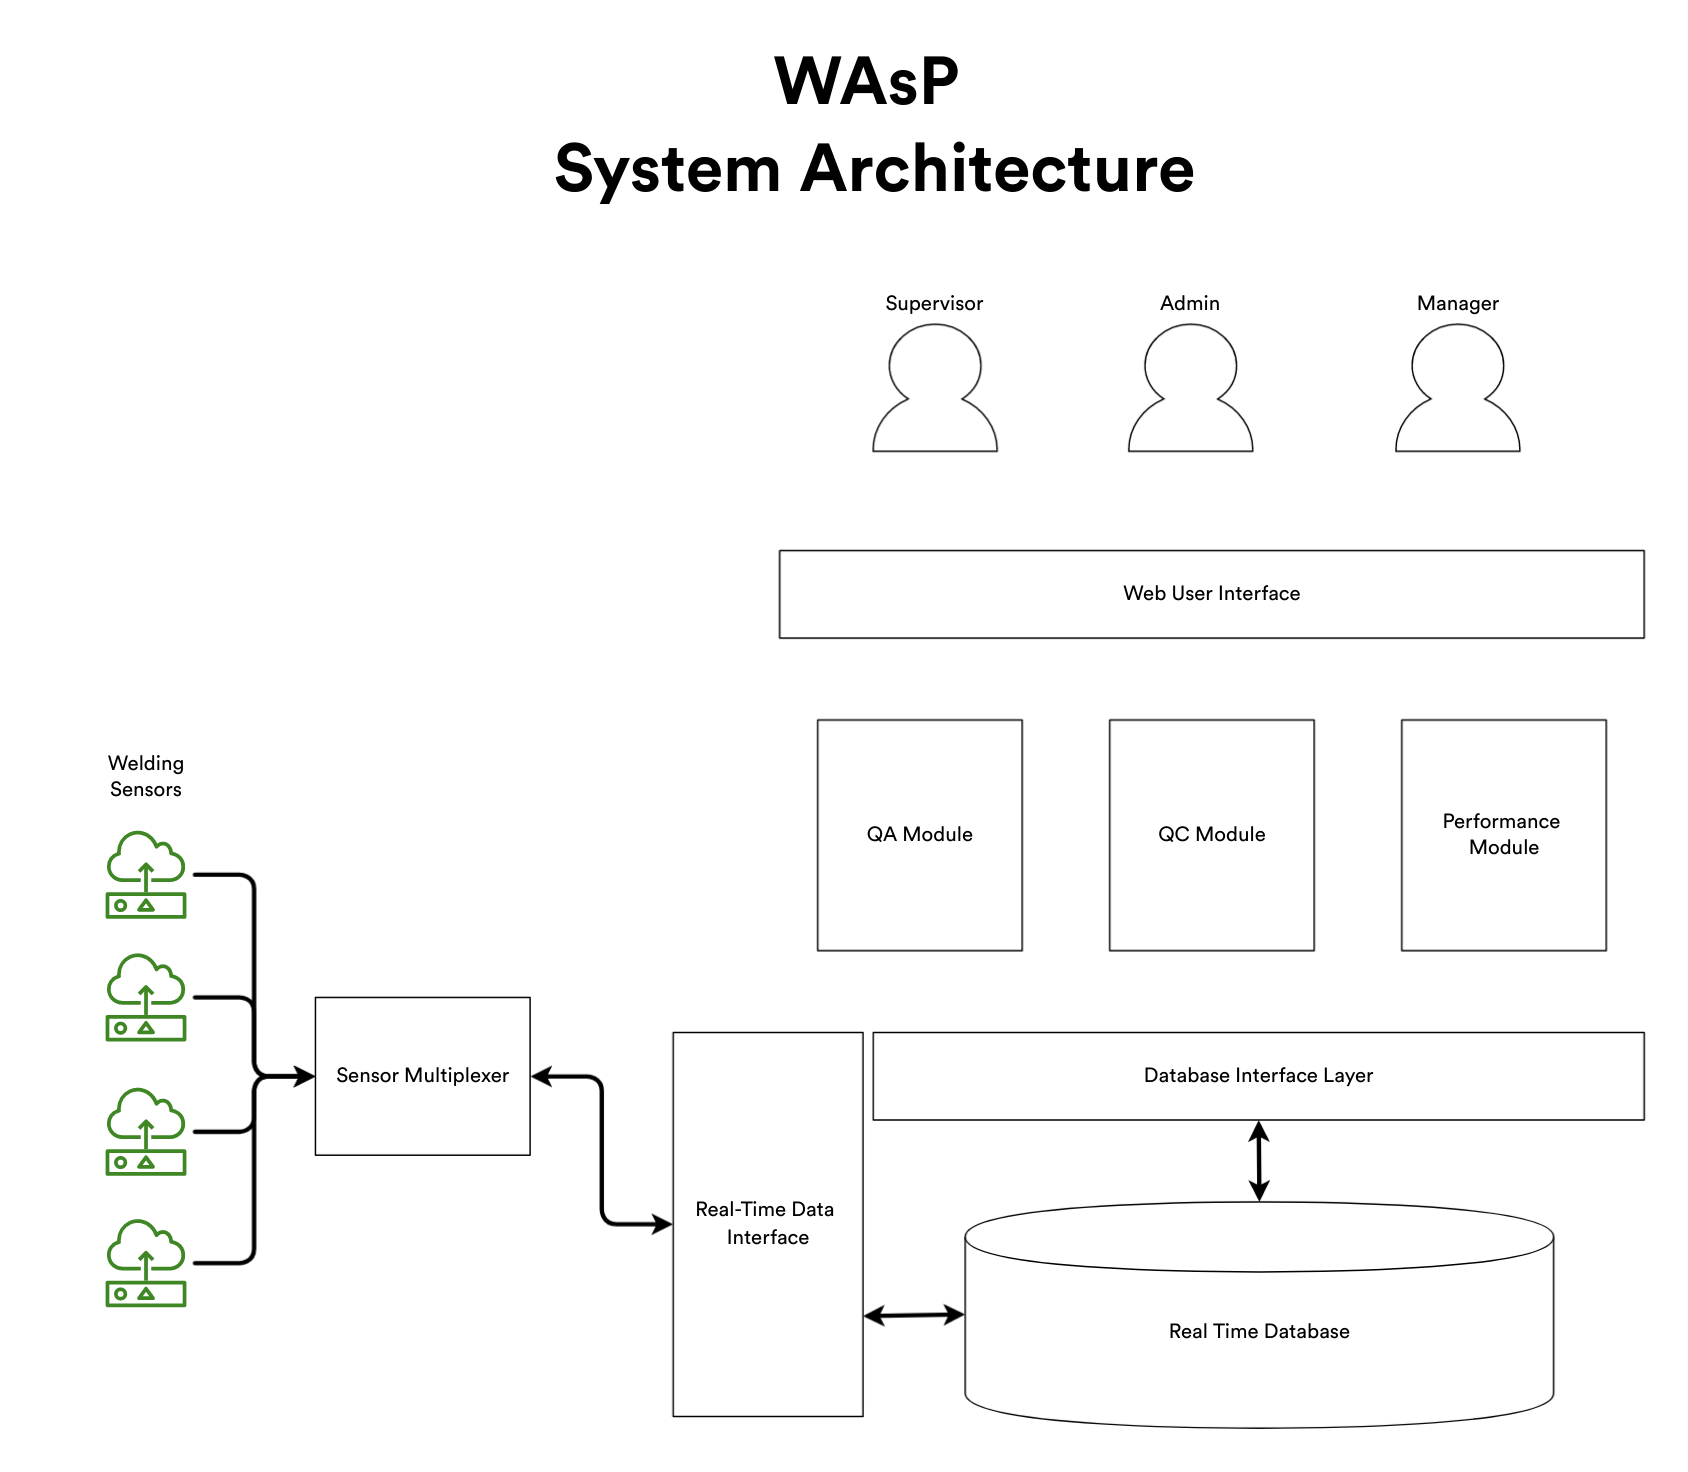 WAsP
System Architecture
Supervisor
Admin
Manager
Web User Interface
Welding
Sensors
QA Module
QC Module
Performance
Module
Sensor Multiplexer
Database Interface Layer
Real-Time Data
Interface
Real Time Database